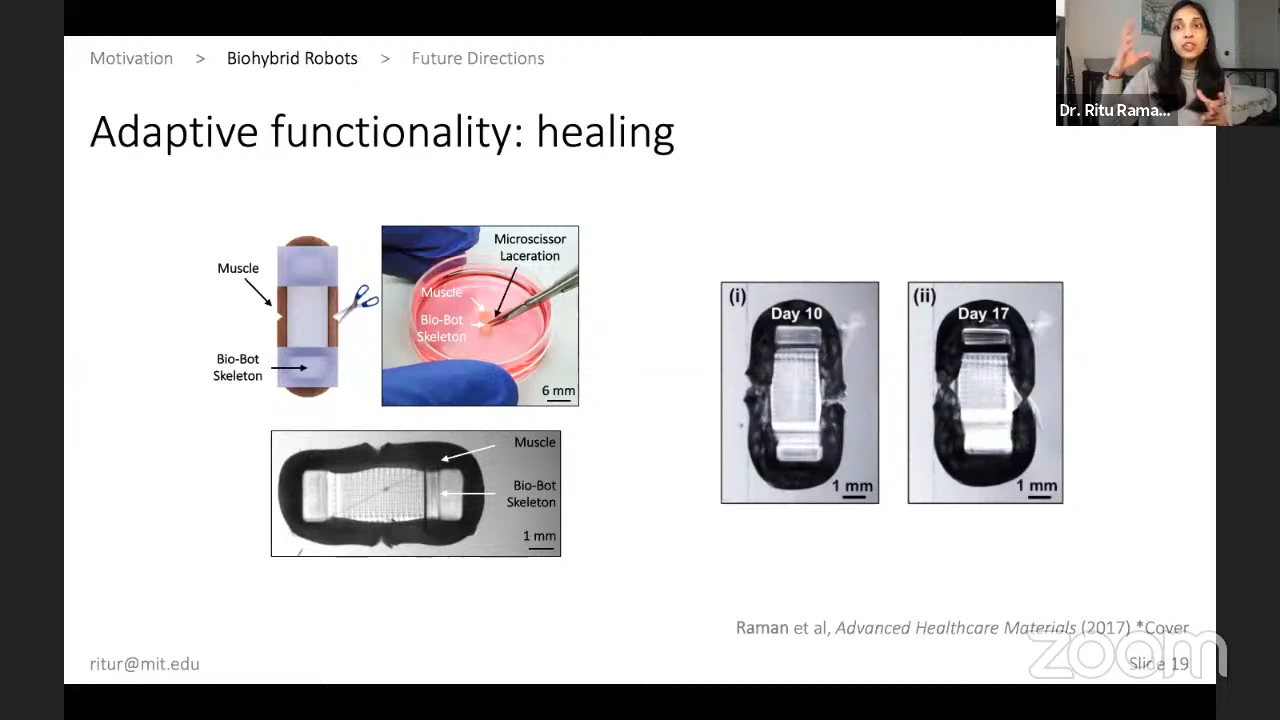 Motivation > Biohybrid Robots > Future Directions
Dr. Ritu Rama...
Adaptive functionality: healing
Muscle
Bio-Bot
Skeleton
Microscissor
Laceration
Muscle
Bio-Bot
Skeleton
6 mm
Muscle
Bio-Bot
Skeleton
1 mm
(i)
Day 10
1 mm
(ii)
Day 17
1 mm
Raman et al, Advanced Healthcare Materials (2017) *Cover
ritur@mit.edu
Slide 19
zoom